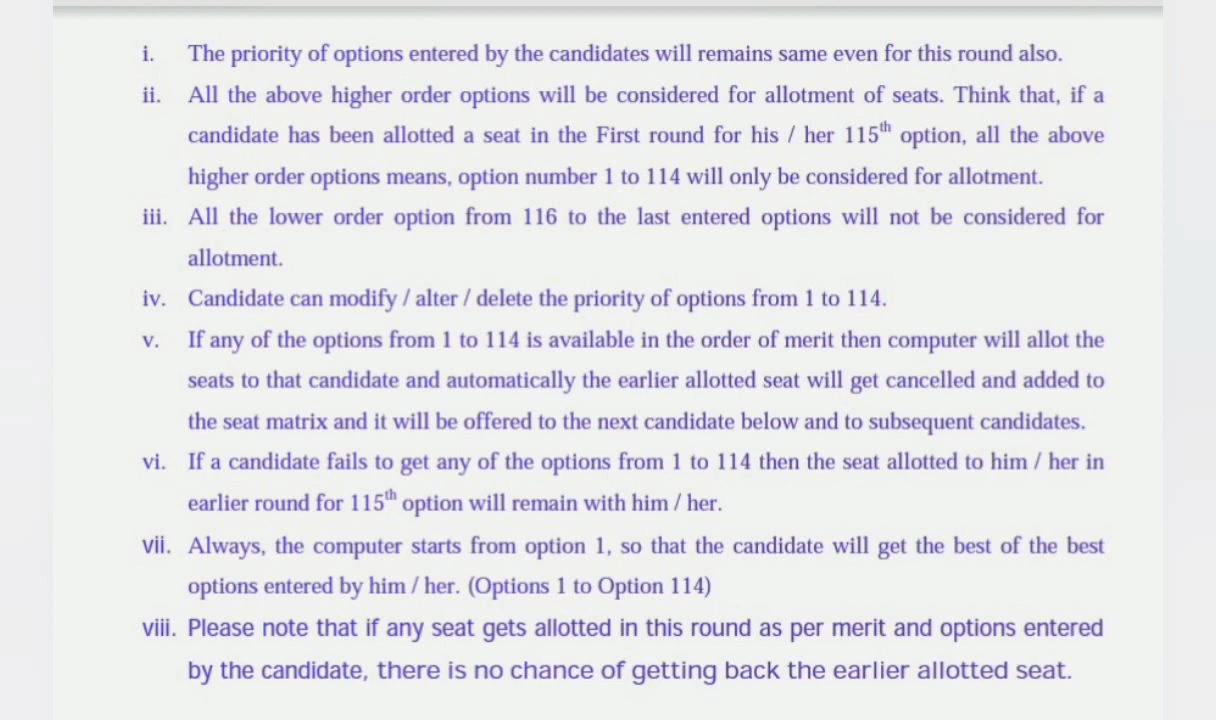 i. The priority of options entered by the candidates will remains same even for this round also.
ii. All the above higher order options will be considered for allotment of seats. Think that, if a
candidate has been allotted a seat in the First round for his / her 115th option, all the above
higher order options means, option number 1 to 114 will only be considered for allotment.
iii. All the lower order option from 116 to the last entered options will not be considered for
allotment.
iv. Candidate can modify / alter / delete the priority of options from 1 to 114.
v. If any of the options from 1 to 114 is available in the order of merit then computer will allot the
seats to that candidate and automatically the earlier allotted seat will get cancelled and added to
the seat matrix and it will be offered to the next candidate below and to subsequent candidates.
vi. If a candidate fails to get any of the options from 1 to 114 then the seat allotted to him / her in
earlier round for 115th option will remain with him / her.
vii. Always, the computer starts from option 1, so that the candidate will get the best of the best
options entered by him / her. (Options 1 to Option 114)
viii. Please note that if any seat gets allotted in this round as per merit and options entered
by the candidate, there is no chance of getting back the earlier allotted seat.